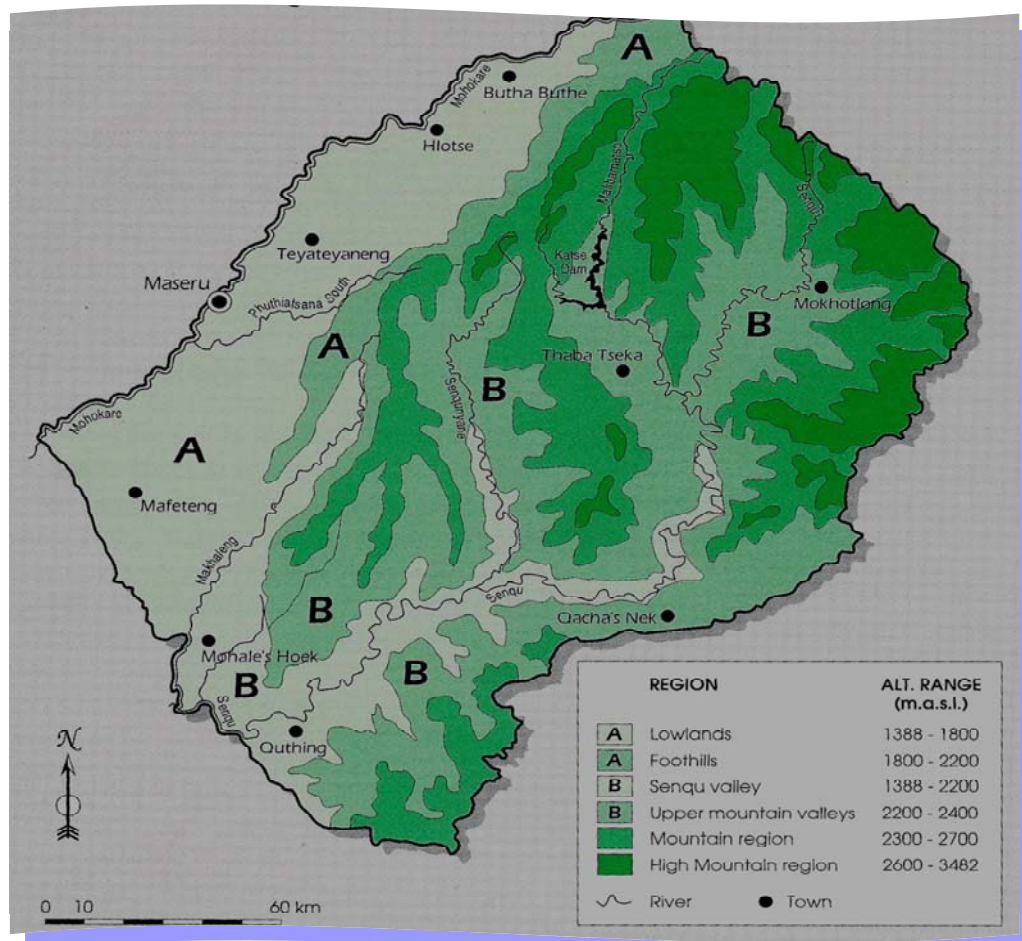 A
Mohokare
Butha Buthe
Hlotse
Malibamatso
Senqu
Teyateyaneng
Katse
Dam
Maseru
Phuthiatsana South
Mokhotlong
A
B
Thaba Tseka
B
Senqunyane
Mohokare
A
Mafeteng
Makhaleng
Senqu
B
Qacha's Nek
Mohale's Hoek
B
B
Senqu
Quthing
N
REGION ALT. RANGE
(m.a.s.l.)
A Lowlands 1388 - 1800
A Foothills 1800 - 2200
B Senqu valley 1388 - 2200
B Upper mountain valleys 2200 - 2400
Mountain region 2300 - 2700
High Mountain region 2600 - 3482
River Town
0 10 60 km